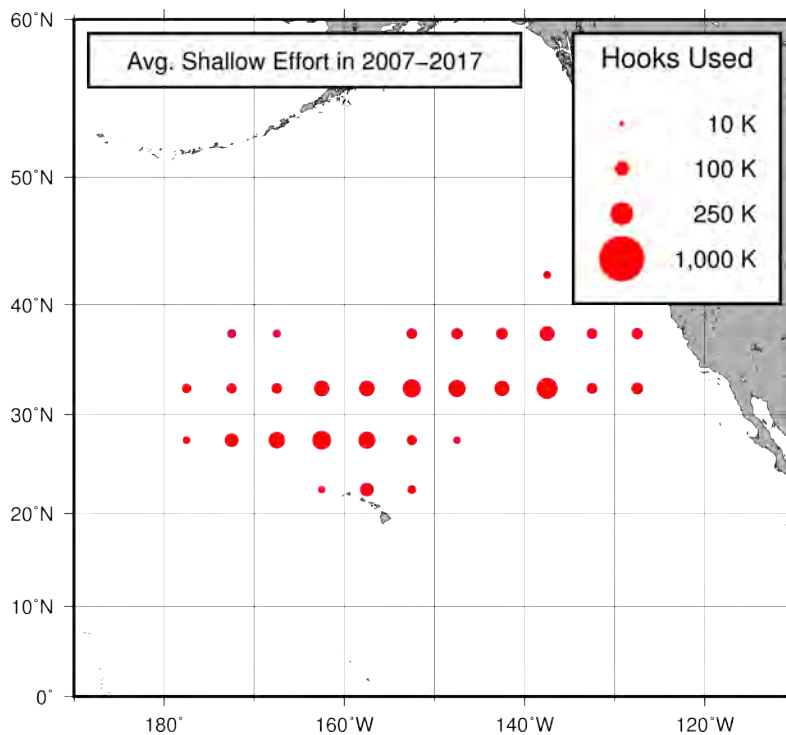 60˚N
Avg. Shallow Effort in 2007–2017
Hooks Used
10 K
100 K
250 K
1,000 K
50˚N
40˚N
30˚N
20˚N
10˚N
0˚
180˚
160˚W
140˚W
120˚W